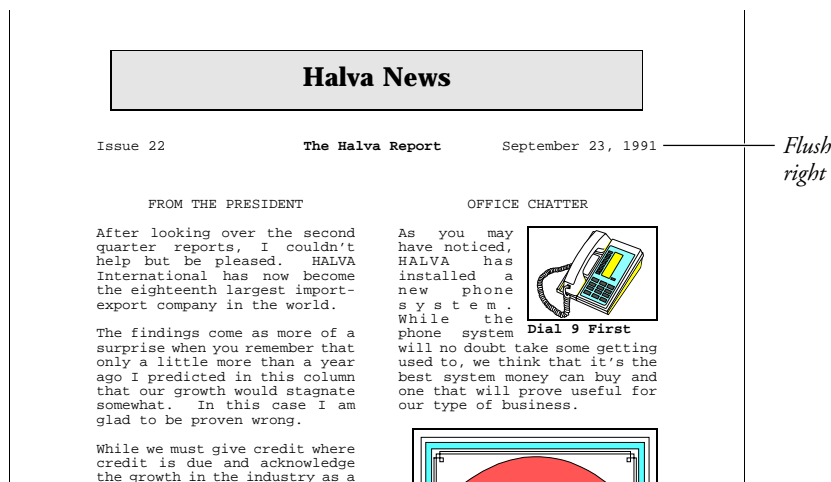 Halva News
Issue 22 The Halva Report September 23, 1991
Flush
right
FROM THE PRESIDENT
After looking over the second
quarter reports, I couldn't
help but be pleased. HALVA
International has now become
the eighteenth largest import-
export company in the world.
The findings come as more of a
surprise when you remember that
only a little more than a year
ago I predicted in this column
that our growth would stagnate
somewhat. In this case I am
glad to be proven wrong.
While we must give credit where
credit is due and acknowledge
the growth in the industry as a
OFFICE CHATTER
As you may
have noticed,
HALVA has
installed a
new phone
system.
While the
phone system
Dial 9 First
will no doubt take some getting
used to, we think that it's the
best system money can buy and
one that will prove useful for
our type of business.